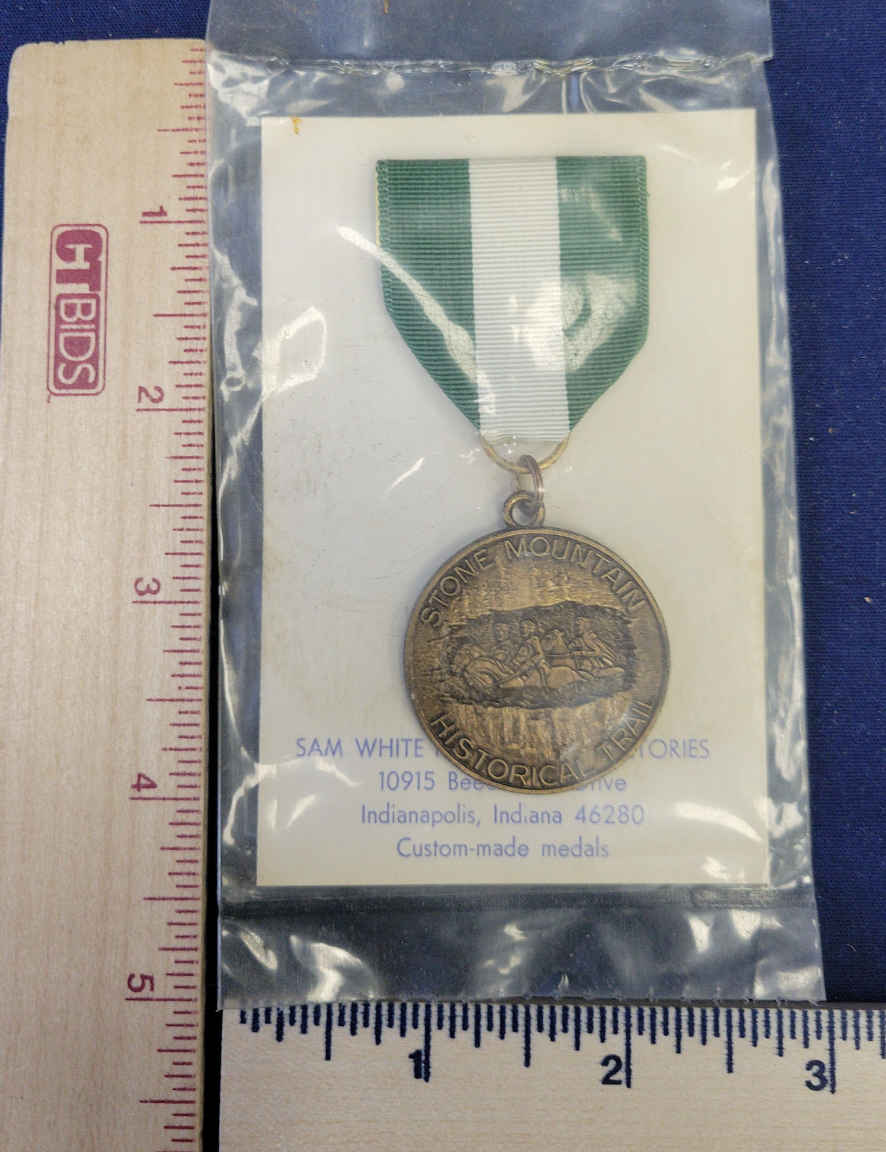 CTBIDS
1
2
3
4
5
STONE MOUNTAIN
HISTORICAL TRAIL
SAM WHITE
10915
Indianapolis, Indiana 46280
Custom-made medals
1
2
3